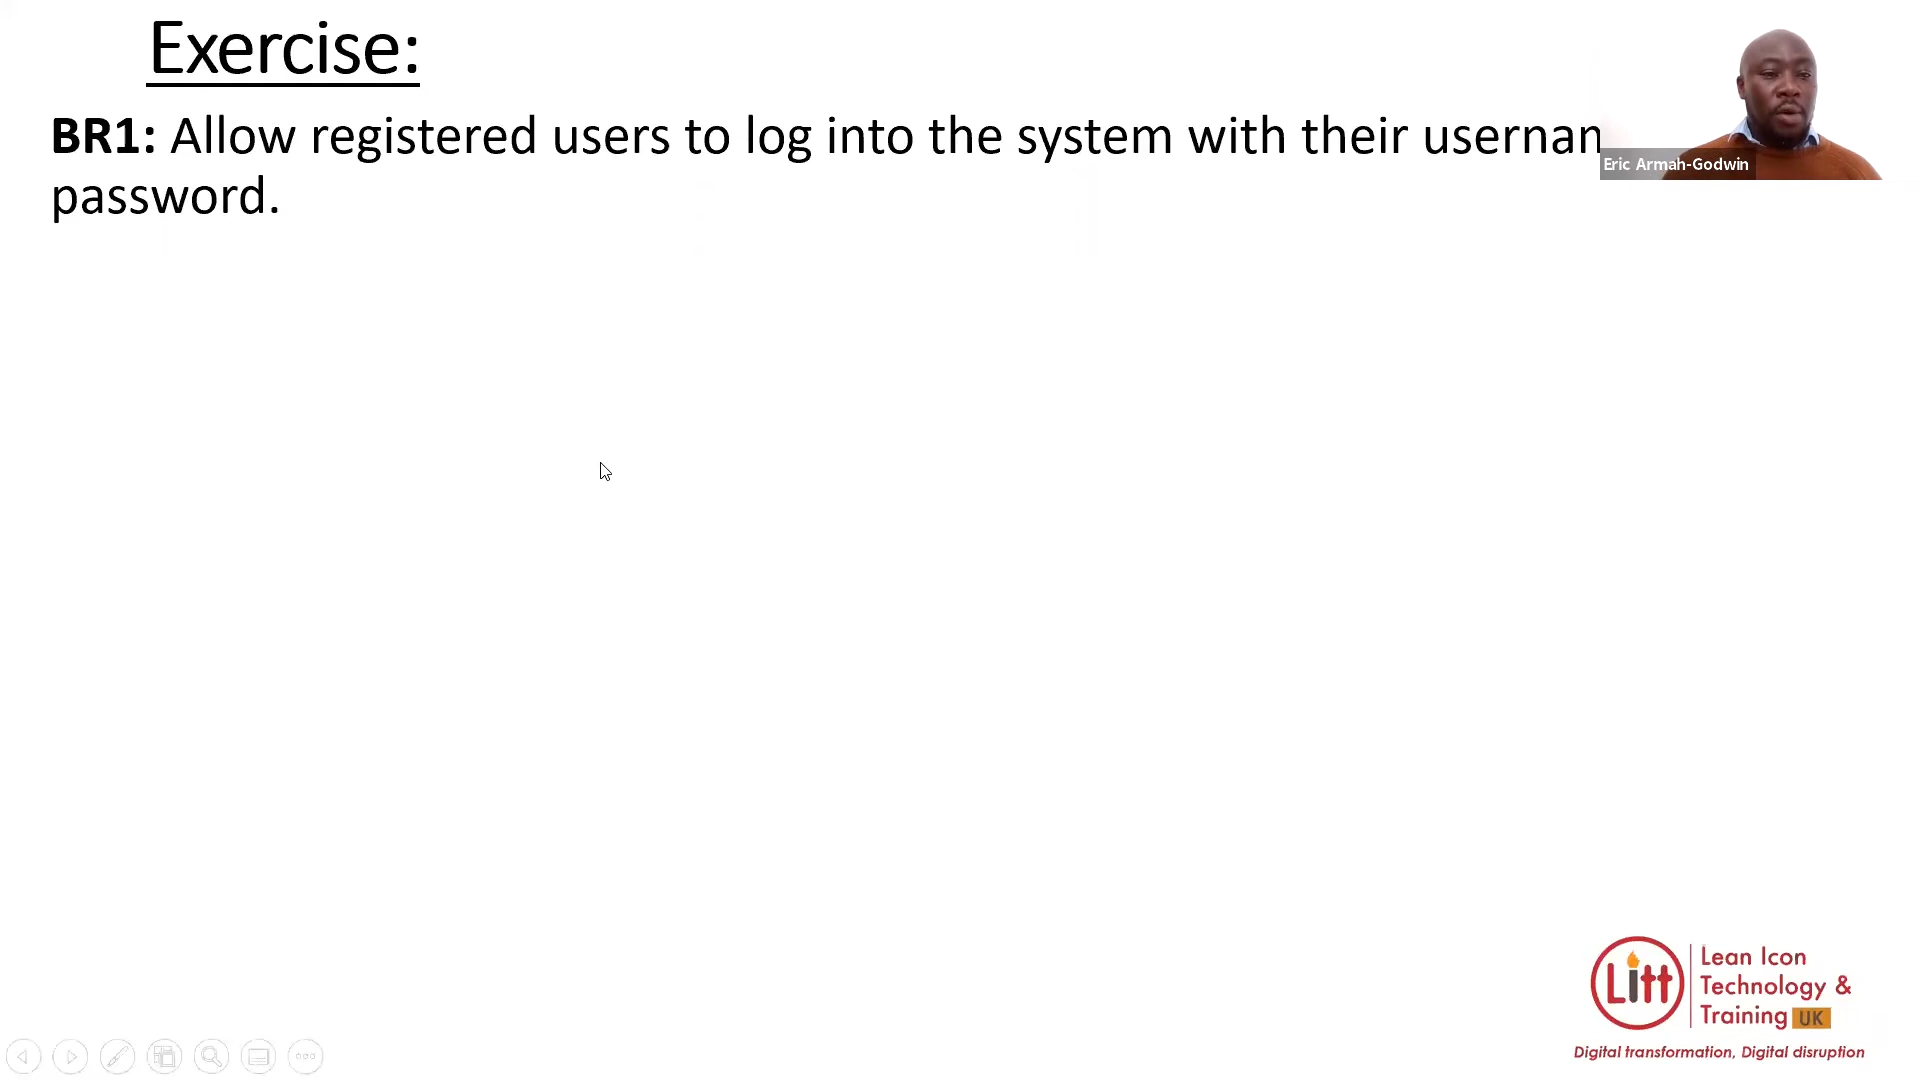 Exercise:
BR1: Allow registered users to log into the system with their
password.
Eric Armah-Godwin
Litt
Lean Icon
Technology &
Training UK
Digital transformation, Digital disruption